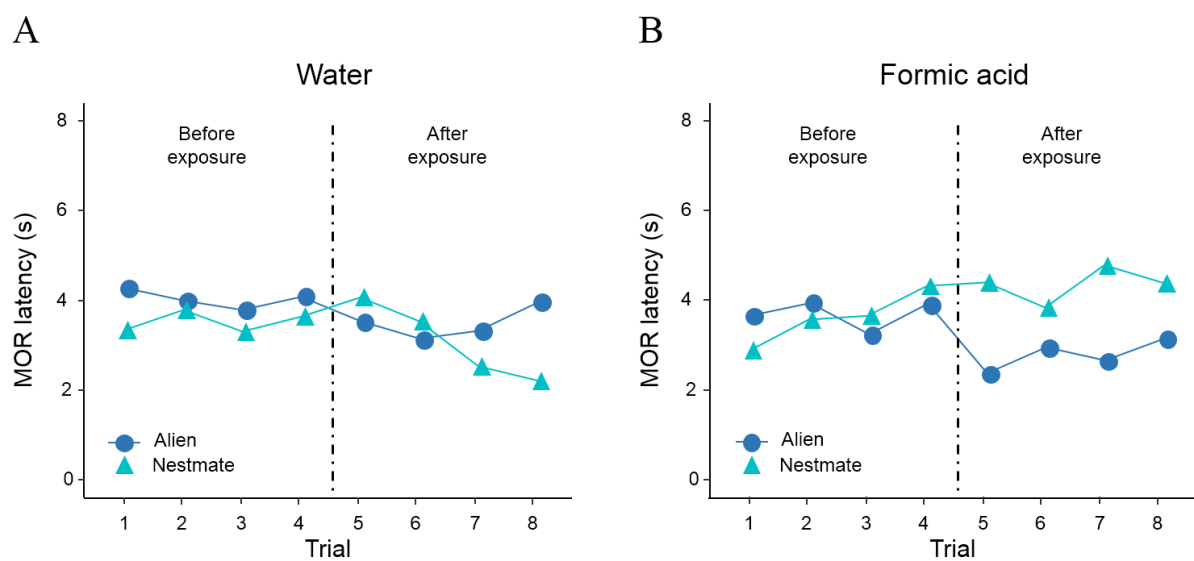 A
Water
Before
exposure
After
exposure
MOR latency (s)
8
6
4
2
0
Alien
Nestmate
1 2 3 4 5 6 7 8
Trial
B
Formic acid
Before
exposure
After
exposure
MOR latency (s)
8
6
4
2
0
Alien
Nestmate
1 2 3 4 5 6 7 8
Trial